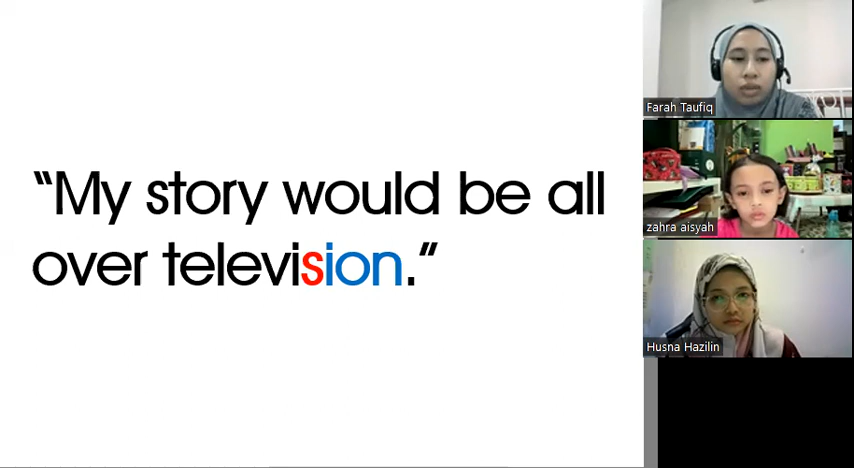 “My story would be all
over television.”
Farah Taufiq
zahra aisyah
Husna Hazilin